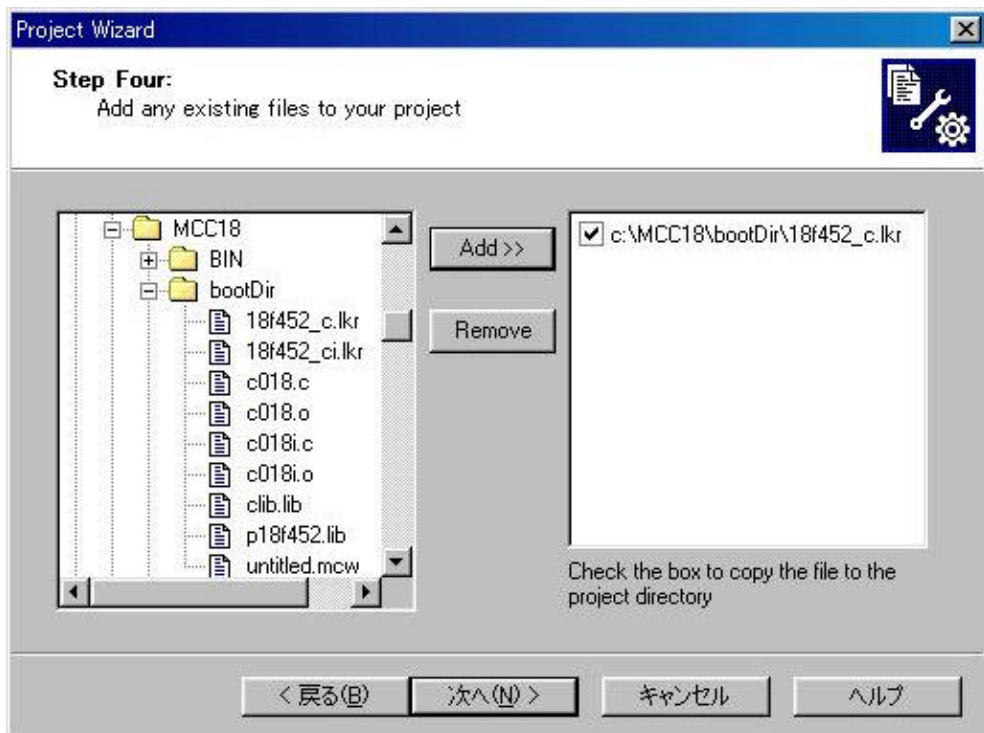 Project Wizard
Step Four:
Add any existing files to your project
MCC18
BIN
bootDir
18f452_c.lkr
18f452_ci.lkr
c018.c
c018.o
c018i.c
c018i.o
clib.lib
p18f452.lib
untitled.mcw
Add >>
Remove
c:\MCC18\bootDir\18f452_c.lkr
Check the box to copy the file to the
project directory
< 戻る(B)
次へ(N) >
キャンセル
ヘルプ